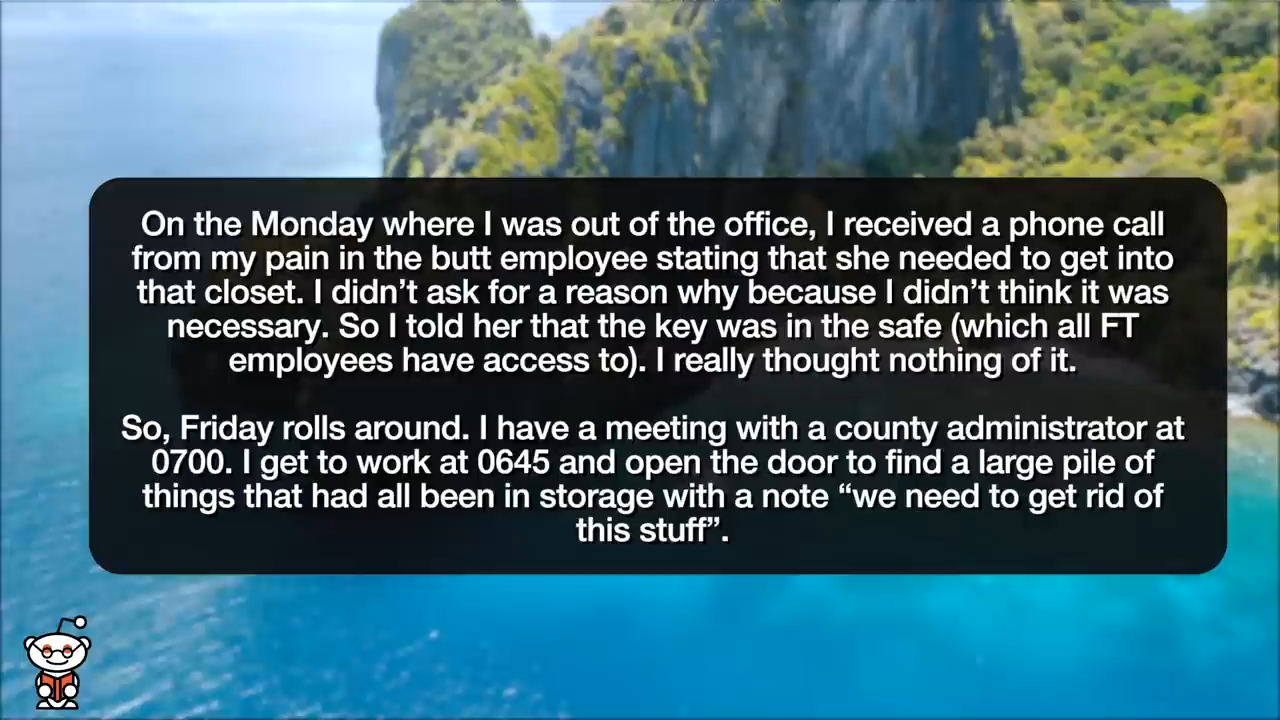 On the Monday where I was out of the office, I received a phone call
from my pain in the butt employee stating that she needed to get into
that closet. I didn’t ask for a reason why because I didn’t think it was
necessary. So I told her that the key was in the safe (which all FT
employees have access to). I really thought nothing of it.
So, Friday rolls around. I have a meeting with a county administrator at
0700. I get to work at 0645 and open the door to find a large pile of
things that had all been in storage with a note “we need to get rid of
this stuff”.